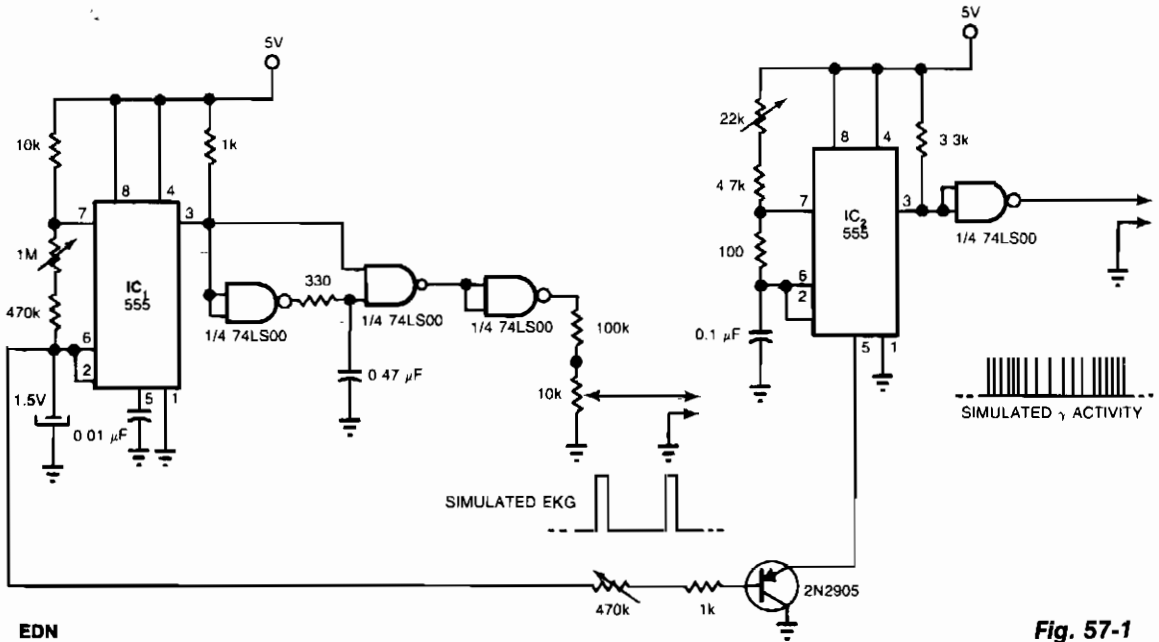 5V
10k
1k
8
4
7
3
1M
IC1
555
470k
6
2
5
1
1.5V
0 01 µF
1/4 74LS00
330
0 47 µF
1/4 74LS00
1/4 74LS00
100k
10k
SIMULATED EKG
5V
22k
4 7k
8
4
3 3k
7
3
IC2
555
100
6
2
5
1
0.1 µF
1/4 74LS00
SIMULATED γ ACTIVITY
470k
1k
2N2905
EDN
Fig. 57-1